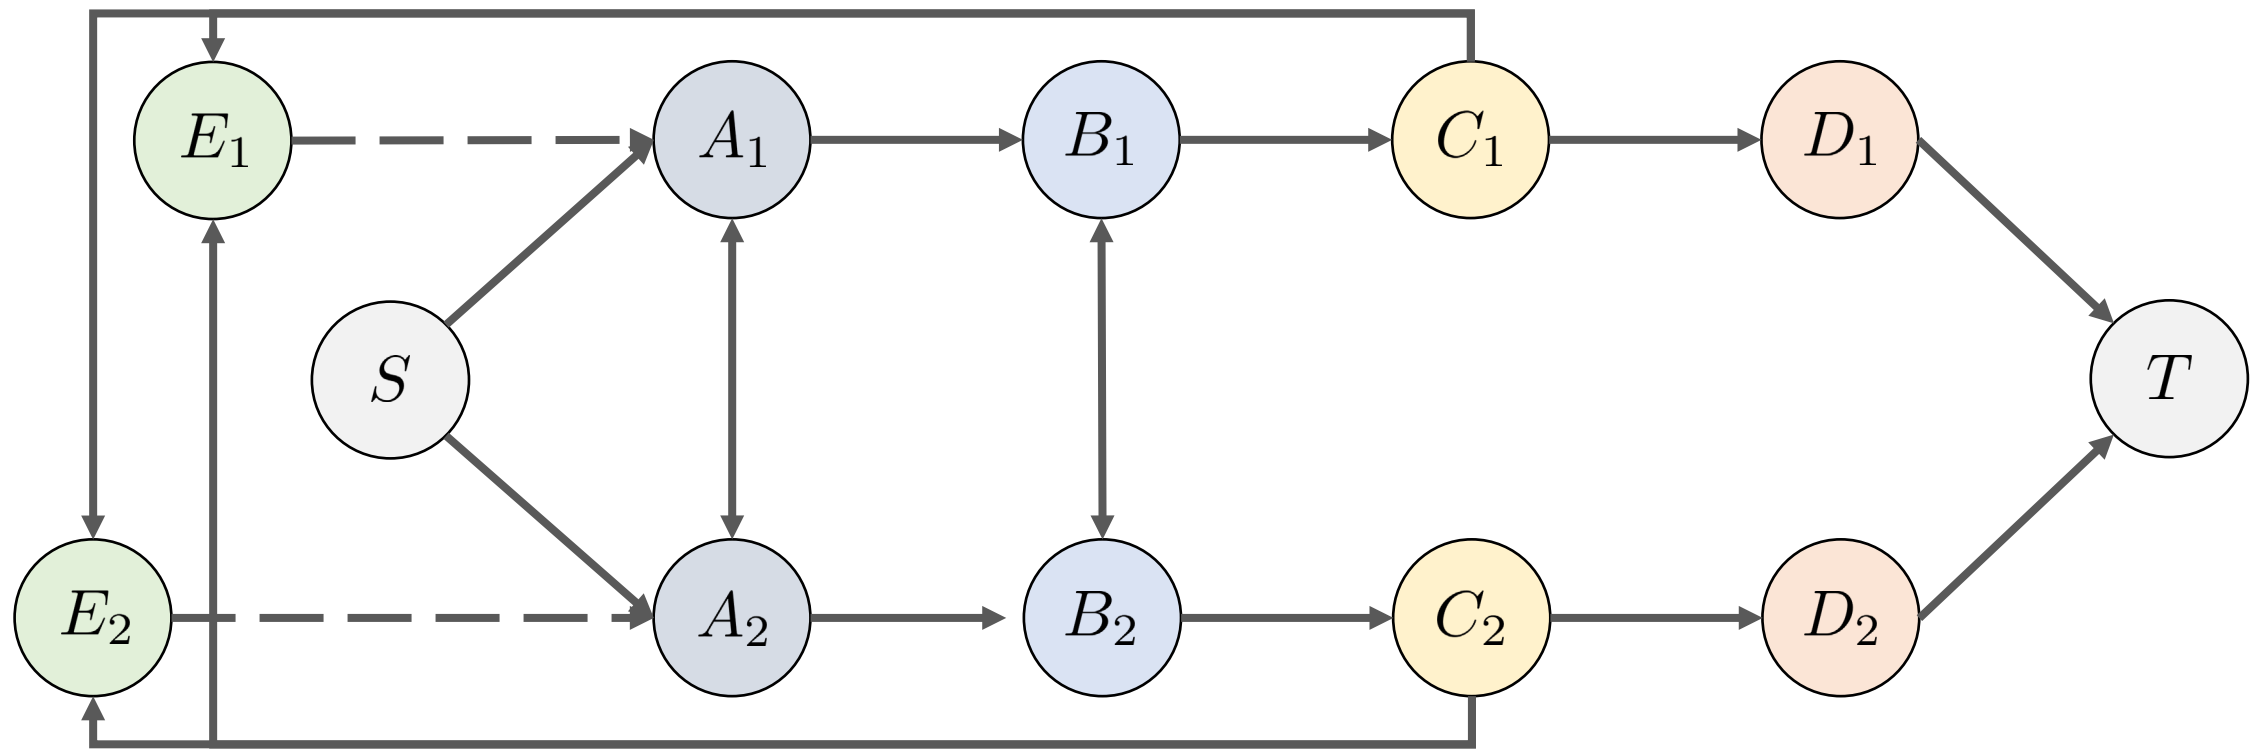 E₁ A₁ B₁ C₁ D₁
S T
E₂ A₂ B₂ C₂ D₂